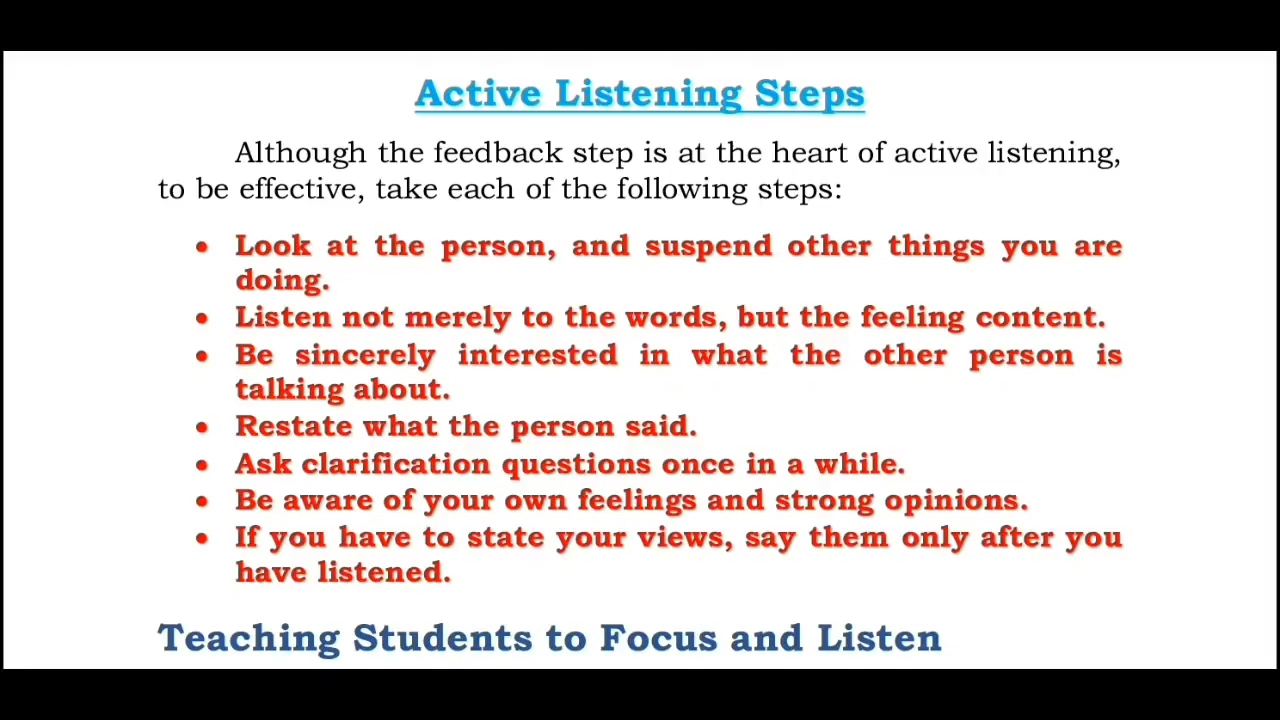 Active Listening Steps
Although the feedback step is at the heart of active listening,
to be effective, take each of the following steps:
• Look at the person, and suspend other things you are
doing.
• Listen not merely to the words, but the feeling content.
• Be sincerely interested in what the other person is
talking about.
• Restate what the person said.
• Ask clarification questions once in a while.
• Be aware of your own feelings and strong opinions.
• If you have to state your views, say them only after you
have listened.
Teaching Students to Focus and Listen